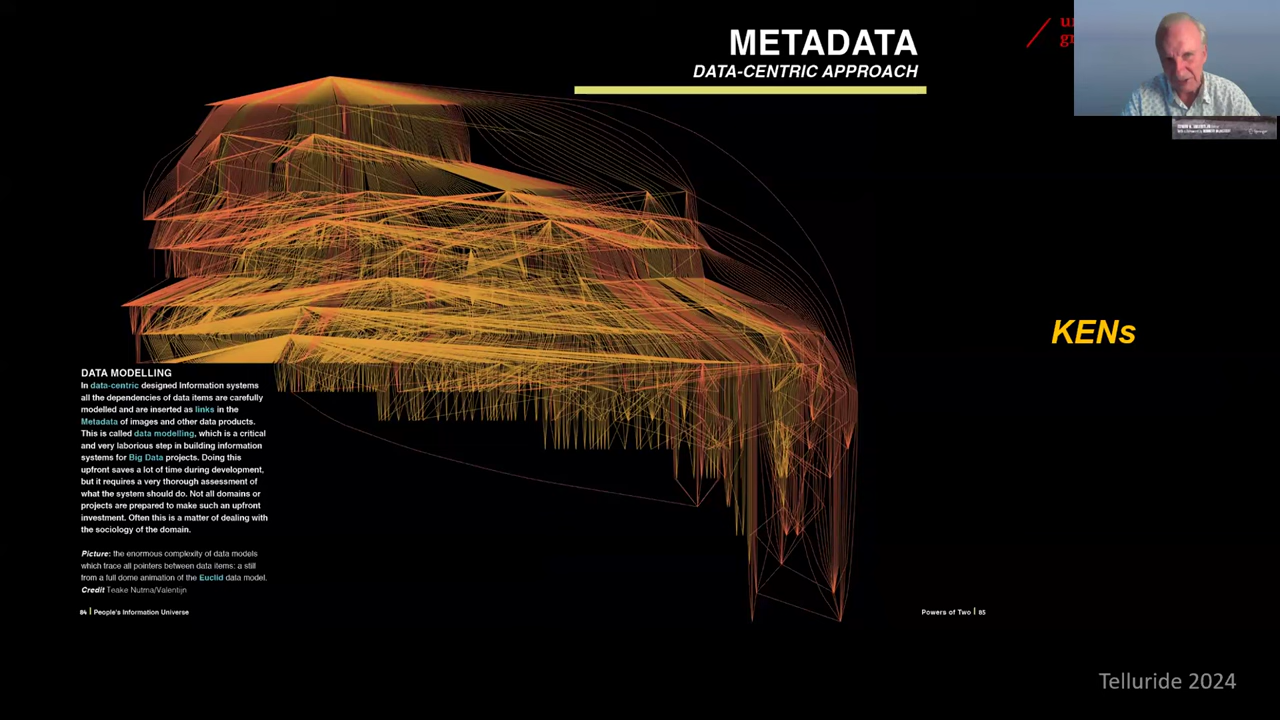 METADATA
DATA-CENTRIC APPROACH
KENs
DATA MODELLING
In data-centric designed Information systems
all the dependencies of data items are carefully
modelled and are inserted as links in the
Metadata of images and other data products.
This is called data modelling, which is a critical
and very laborious step in building information
systems for Big Data projects. Doing this
upfront saves a lot of time during development,
but it requires a very thorough assessment of
what the system should do. Not all domains or
projects are prepared to make such an upfront
investment. Often this is a matter of dealing with
the sociology of the domain.
Picture: the enormous complexity of data models
which trace all pointers between data items: a still
from a full dome animation of the Euclid data model.
Credit Teake Nutma/Valentijn
84 | People's Information Universe
Powers of Two | 85
Telluride 2024